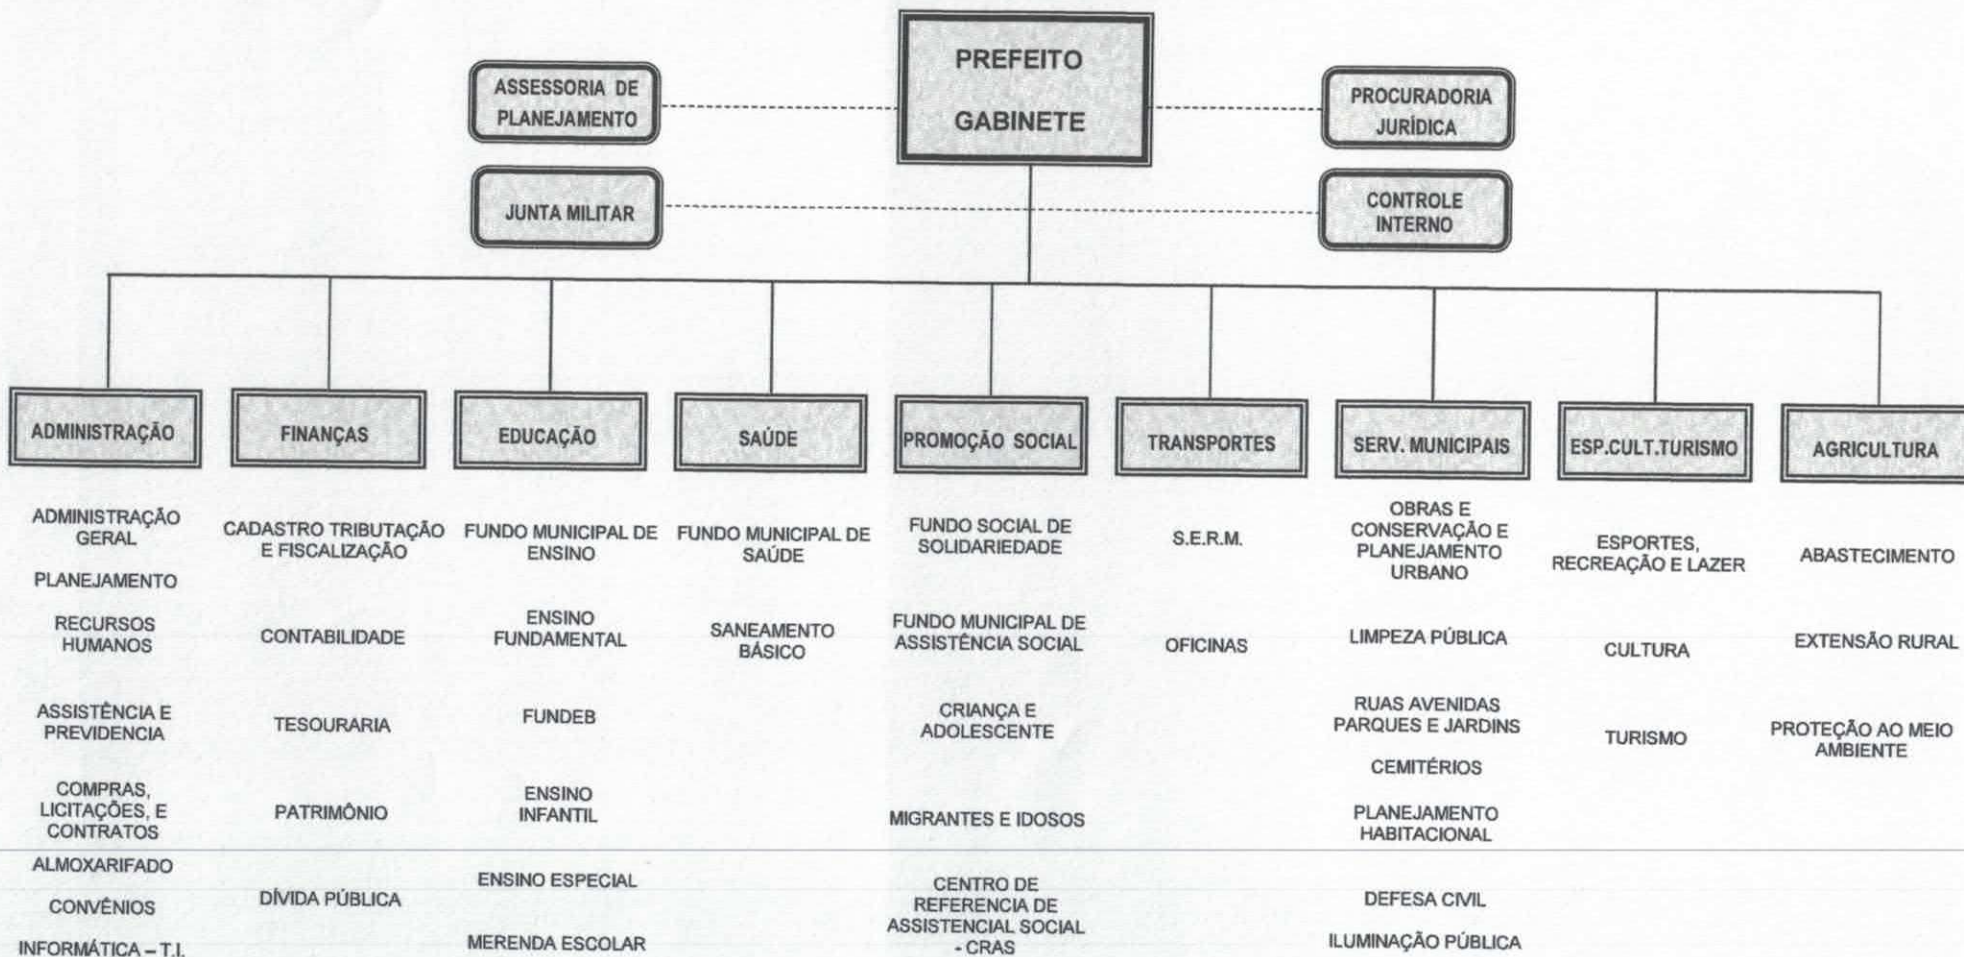 PREFEITO
GABINETE
ASSESSORIA DE
PLANEJAMENTO
PROCURADORIA
JURÍDICA
JUNTA MILITAR
CONTROLE
INTERNO
ADMINISTRAÇÃO
ADMINISTRAÇÃO
GERAL
PLANEJAMENTO
RECURSOS
HUMANOS
ASSISTÊNCIA E
PREVIDENCIA
COMPRAS,
LICITAÇÕES, E
CONTRATOS
ALMOXARIFADO
CONVÊNIOS
INFORMÁTICA – T.I.
FINANÇAS
CADASTRO TRIBUTAÇÃO
E FISCALIZAÇÃO
CONTABILIDADE
TESOURARIA
PATRIMÔNIO
DÍVIDA PÚBLICA
EDUCAÇÃO
FUNDO MUNICIPAL DE
ENSINO
ENSINO
FUNDAMENTAL
FUNDEB
ENSINO
INFANTIL
ENSINO ESPECIAL
MERENDA ESCOLAR
SAÚDE
FUNDO MUNICIPAL DE
SAÚDE
SANEAMENTO
BÁSICO
PROMOÇÃO SOCIAL
FUNDO SOCIAL DE
SOLIDARIEDADE
FUNDO MUNICIPAL DE
ASSISTÊNCIA SOCIAL
CRIANÇA E
ADOLESCENTE
MIGRANTES E IDOSOS
CENTRO DE
REFERENCIA DE
ASSISTENCIAL SOCIAL
- CRAS
TRANSPORTES
S.E.R.M.
OFICINAS
SERV. MUNICIPAIS
OBRAS E
CONSERVAÇÃO E
PLANEJAMENTO
URBANO
LIMPEZA PÚBLICA
RUAS AVENIDAS
PARQUES E JARDINS
CEMITÉRIOS
PLANEJAMENTO
HABITACIONAL
DEFESA CIVIL
ILUMINAÇÃO PÚBLICA
ESP.CULT.TURISMO
ESPORTES,
RECREAÇÃO E LAZER
CULTURA
TURISMO
AGRICULTURA
ABASTECIMENTO
EXTENSÃO RURAL
PROTEÇÃO AO MEIO
AMBIENTE